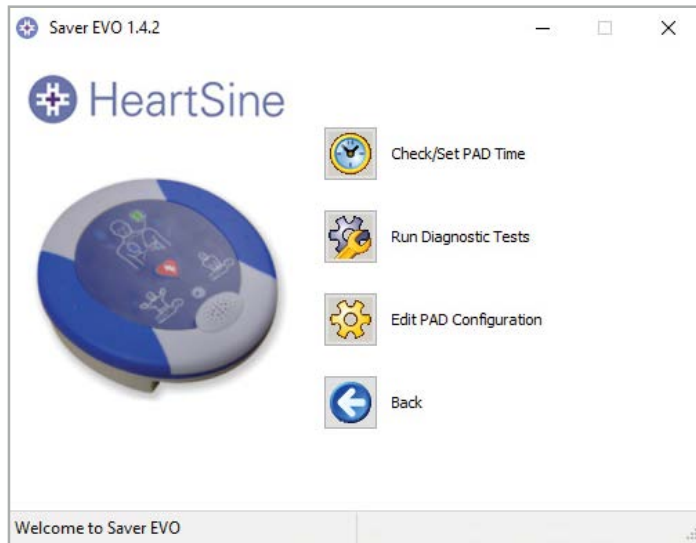 Saver EVO 1.4.2
HeartSine
Check/Set PAD Time
Run Diagnostic Tests
Edit PAD Configuration
Back
Welcome to Saver EVO